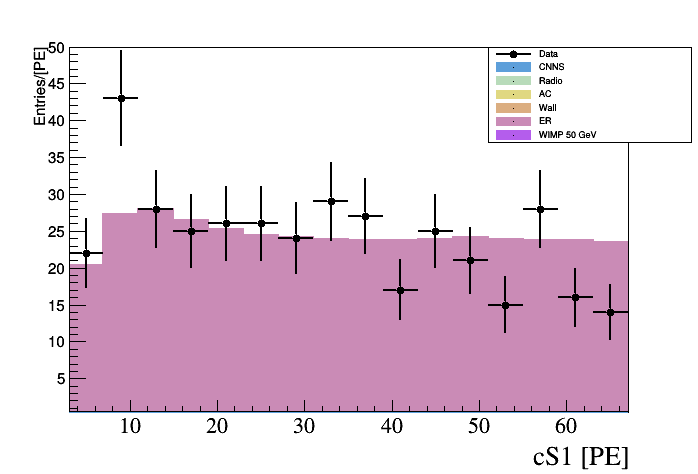 Entries/[PE]
50
45
40
35
30
25
20
15
10
5
10 20 30 40 50 60
cS1 [PE]
Data
CNNS
Radio
AC
Wall
ER
WIMP 50 GeV